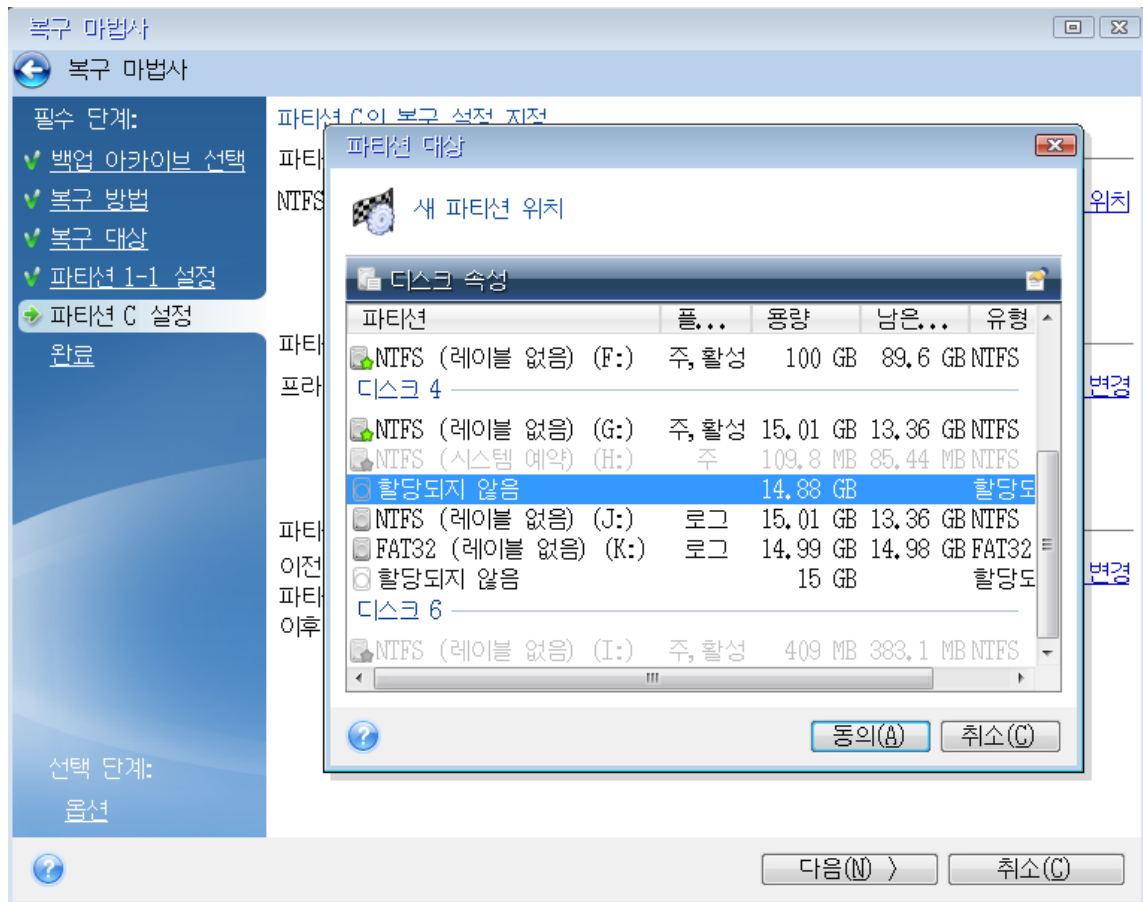 복구 마법사
복구 마법사
필수 단계:
백업 아카이브 선택
복구 방법
복구 대상
파티션 1-1 설정
파티션 C 설정
완료
선택 단계:
옵션
파티션 C의 복구 설정 지정
파티
NTFS
위치
파티
프라
변경
파티
이전
파티
이후
변경
파티션 대상
새 파티션 위치
디스크 속성
파티션 플... 용량 남은... 유형
NTFS (레이블 없음) (F:) 주, 활성 100 GB 89.6 GB NTFS
디스크 4
NTFS (레이블 없음) (G:) 주, 활성 15.01 GB 13.36 GB NTFS
NTFS (시스템 예약) (H:) 주 109.8 MB 85.44 MB NTFS
할당되지 않음 14.88 GB 할당되
NTFS (레이블 없음) (J:) 로그 15.01 GB 13.36 GB NTFS
FAT32 (레이블 없음) (K:) 로그 14.99 GB 14.98 GB FAT32
할당되지 않음 15 GB 할당되
디스크 6
NTFS (레이블 없음) (I:) 주, 활성 409 MB 383.1 MB NTFS
동의(A) 취소(C)
다음(N) > 취소(C)